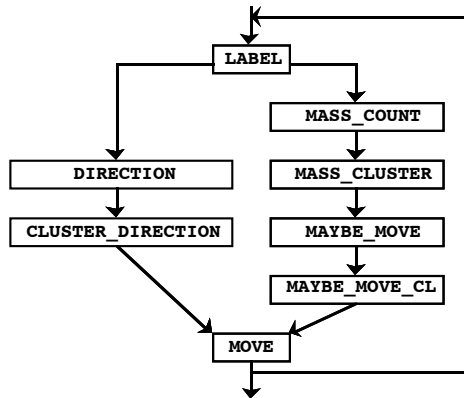 LABEL
MASS_COUNT
DIRECTION
MASS_CLUSTER
CLUSTER_DIRECTION
MAYBE_MOVE
MAYBE_MOVE_CL
MOVE